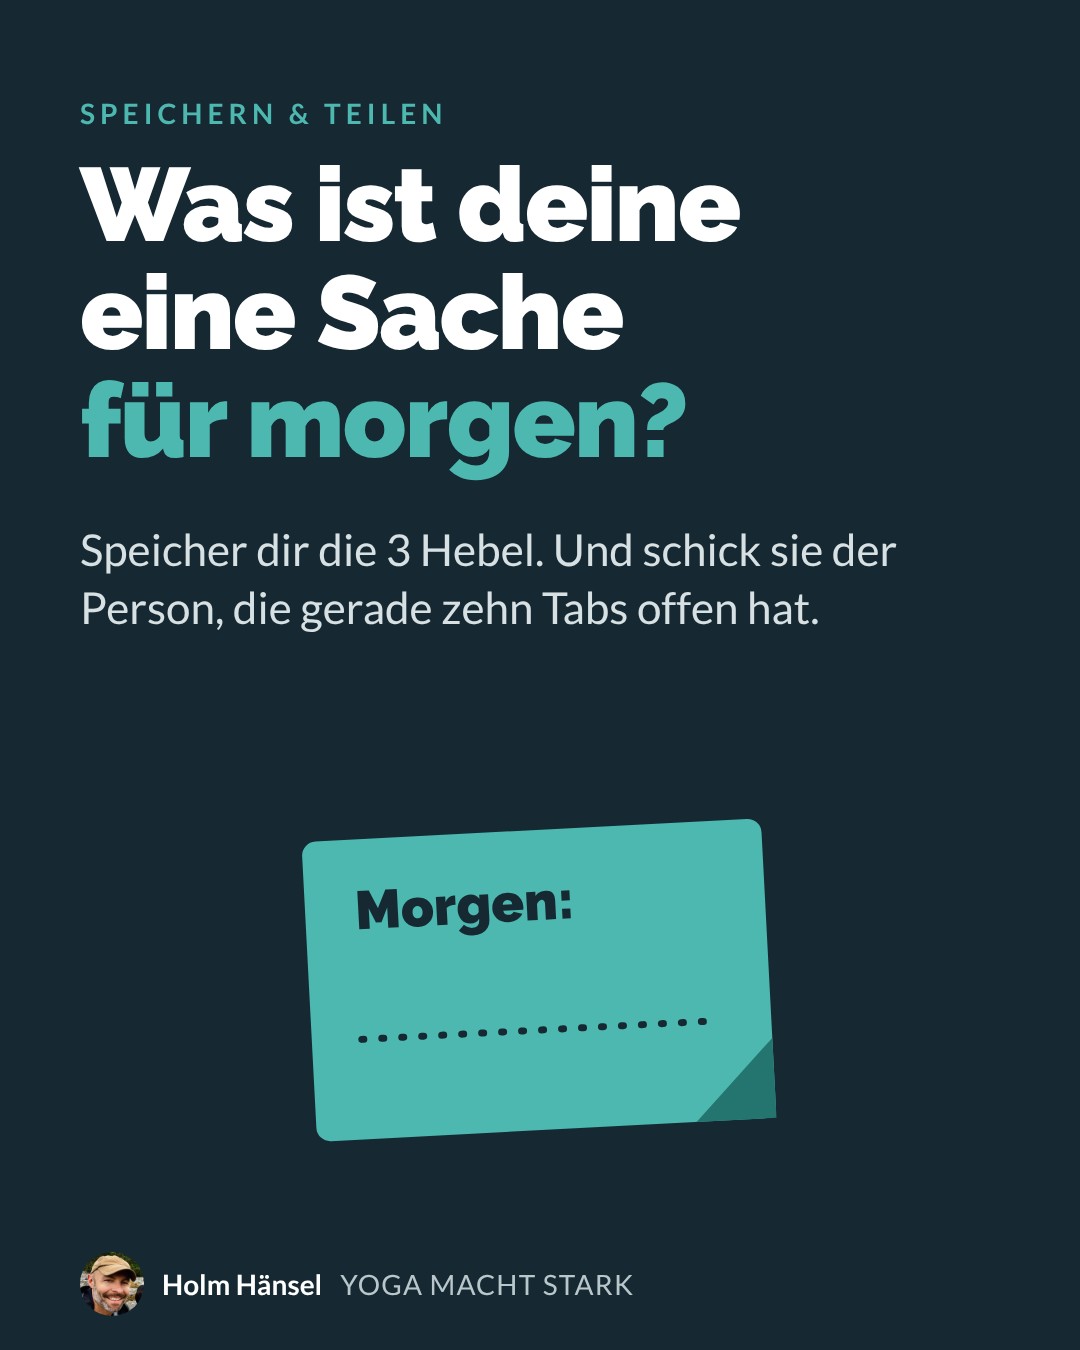 SPEICHERN & TEILEN
Was ist deine
eine Sache
für morgen?
Speicher dir die 3 Hebel. Und schick sie der
Person, die gerade zehn Tabs offen hat.
Morgen:
Holm Hänsel YOGA MACHT STARK